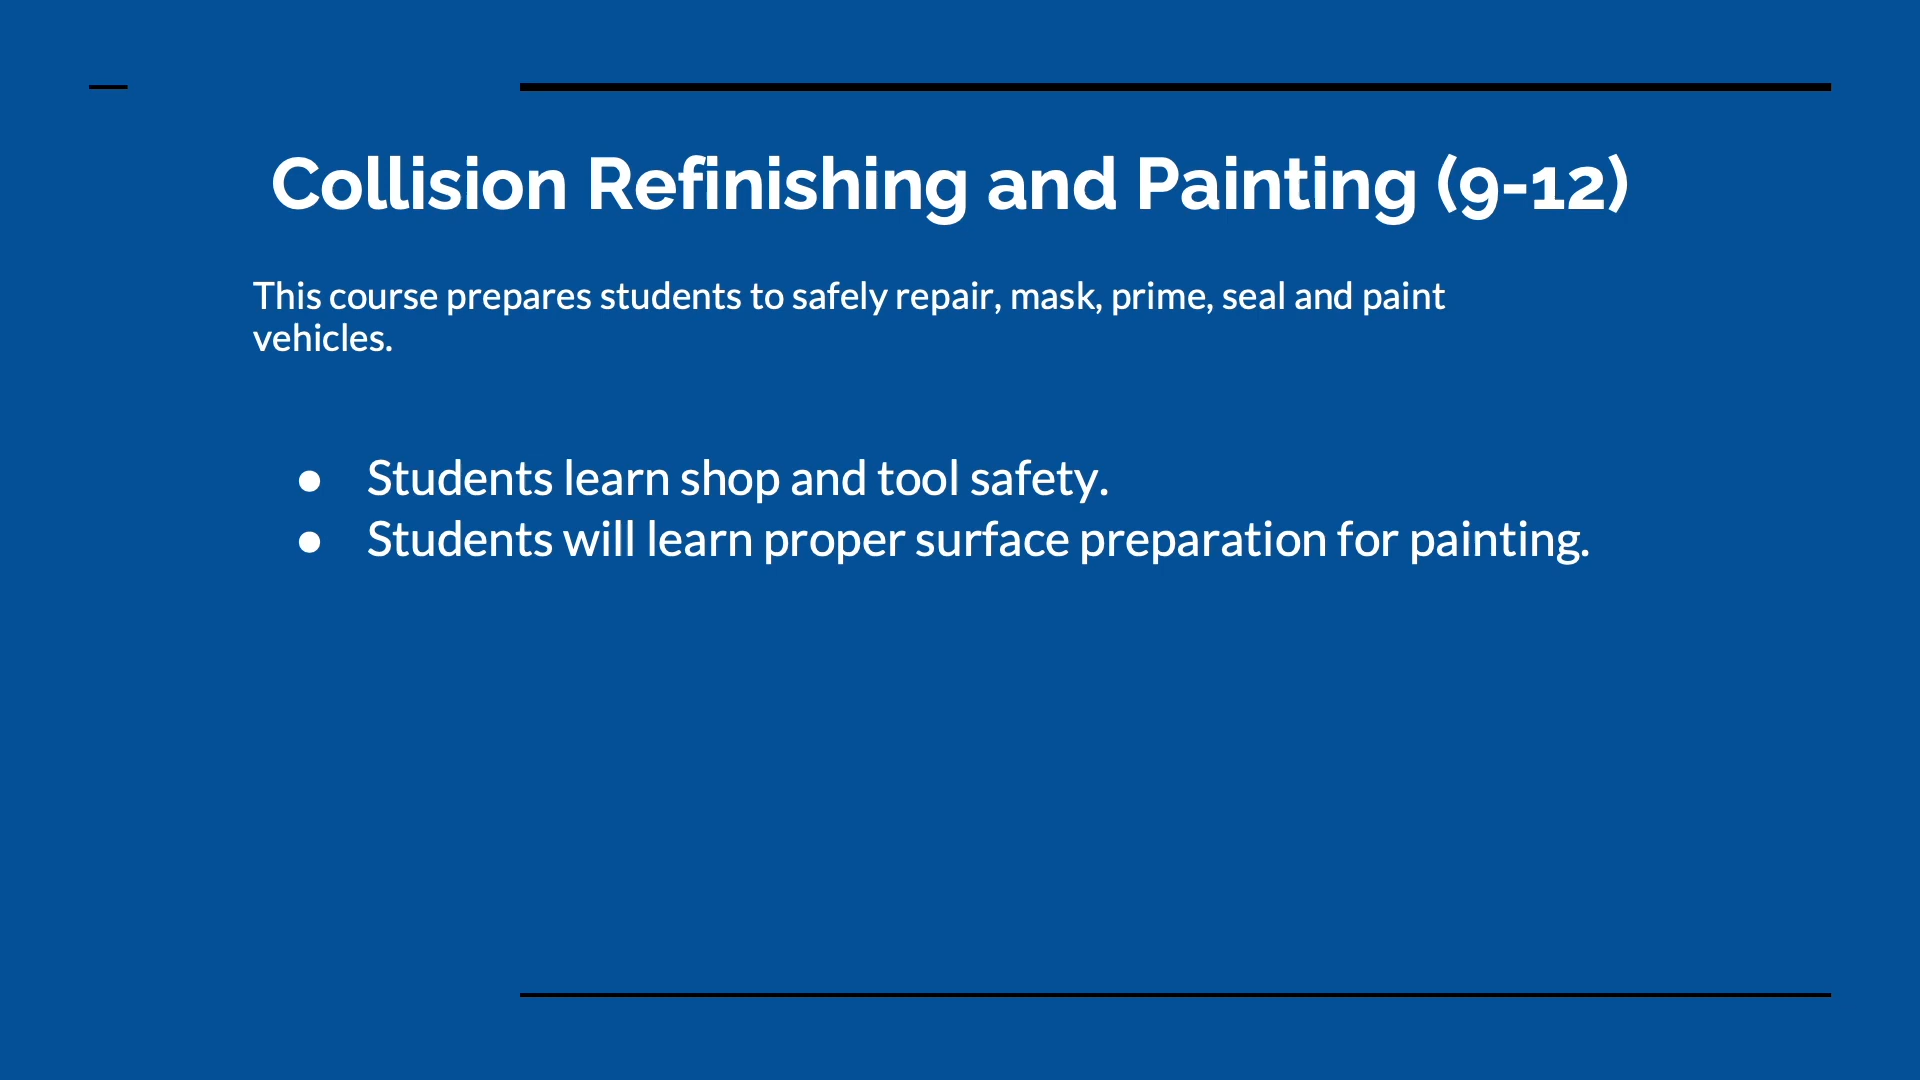 Collision Refinishing and Painting (9-12)
This course prepares students to safely repair, mask, prime, seal and paint
vehicles.
● Students learn shop and tool safety.
● Students will learn proper surface preparation for painting.